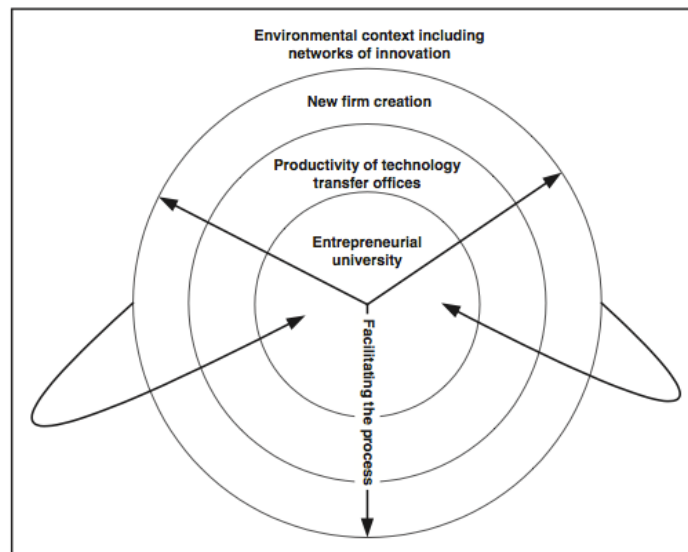 Environmental context including
networks of innovation
New firm creation
Productivity of technology
transfer offices
Entrepreneurial
university
Facilitating the process